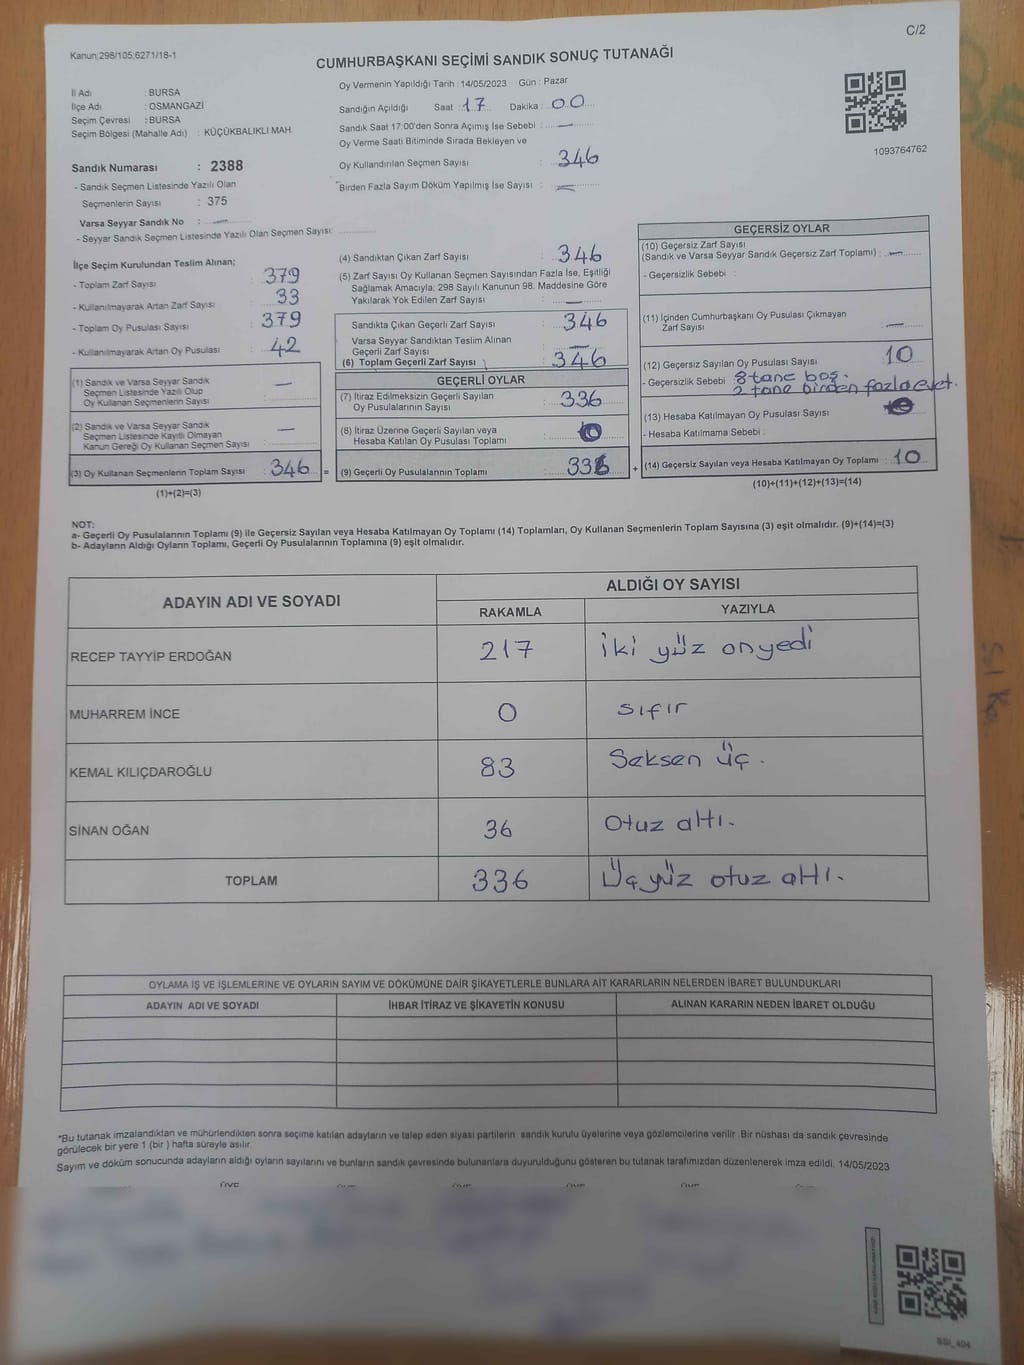 C/2
Kanun;298/105;6271/18-1
CUMHURBAŞKANI SEÇİMİ SANDIK SONUÇ TUTANAĞI
İl Adı : BURSA
İlçe Adı : OSMANGAZİ
Seçim Çevresi : BURSA
Seçim Bölgesi (Mahalle Adı) : KÜÇÜKBALIKLI MAH.
Oy Vermenin Yapıldığı Tarih :14/05/2023 Gün : Pazar
Sandığın Açıldığı Saat : 17 Dakika : 00
Sandık Saat 17:00'den Sonra Açımış İse Sebebi : —
Oy Verme Saati Bitiminde Sırada Bekleyen ve
Oy Kullandırılan Seçmen Sayısı : 346
Birden Fazla Sayım Döküm Yapılmış İse Sayısı : —
1093764762
Sandık Numarası : 2388
- Sandık Seçmen Listesinde Yazılı Olan
Seçmenlerin Sayısı : 375
Varsa Seyyar Sandık No : —
- Seyyar Sandık Seçmen Listesinde Yazılı Olan Seçmen Sayısı:
İlçe Seçim Kurulundan Teslim Alınan;
- Toplam Zarf Sayısı : 379
- Kullanılmayarak Artan Zarf Sayısı : 33
- Toplam Oy Pusulası Sayısı : 379
- Kullanılmayarak Artan Oy Pusulası : 42
(1) Sandık ve Varsa Seyyar Sandık
Seçmen Listesinde Yazılı Olup
Oy Kullanan Seçmenlerin Sayısı : —
(2) Sandık ve Varsa Seyyar Sandık
Seçmen Listesinde Kayıtlı Olmayan
Kanun Gereği Oy Kullanan Seçmen Sayısı : —
(3) Oy Kullanan Seçmenlerin Toplam Sayısı : 346 =
(1)+(2)=(3)
(4) Sandıktan Çıkan Zarf Sayısı : 346
(5) Zarf Sayısı Oy Kullanan Seçmen Sayısından Fazla İse, Eşitliği
Sağlamak Amacıyla, 298 Sayılı Kanunun 98. Maddesine Göre
Yakılarak Yok Edilen Zarf Sayısı : —
Sandıkta Çıkan Geçerli Zarf Sayısı : 346
Varsa Seyyar Sandıktan Teslim Alınan
Geçerli Zarf Sayısı : —
(6) Toplam Geçerli Zarf Sayısı : 346
GEÇERLİ OYLAR
(7) İtiraz Edilmeksizin Geçerli Sayılan
Oy Pusulasının Sayısı : 336
(8) İtiraz Üzerine Geçerli Sayılan veya
Hesaba Katılan Oy Pusulası Toplamı :
(9) Geçerli Oy Pusulalarının Toplamı : 336 +
GEÇERSİZ OYLAR
(10) Geçersiz Zarf Sayısı
(Sandık ve Varsa Seyyar Sandık Geçersiz Zarf Toplamı) : —
- Geçersizlik Sebebi :
(11) İçinden Cumhurbaşkanı Oy Pusulası Çıkmayan
Zarf Sayısı : —
(12) Geçersiz Sayılan Oy Pusulası Sayısı : 10
- Geçersizlik Sebebi 8 tane boş.
2 tane birden fazla evet.
(13) Hesaba Katılmayan Oy Pusulası Sayısı :
- Hesaba Katılmama Sebebi :
(14) Geçersiz Sayılan veya Hesaba Katılmayan Oy Toplamı : 10
(10)+(11)+(12)+(13)=(14)
NOT:
a- Geçerli Oy Pusulalarının Toplamı (9) ile Geçersiz Sayılan veya Hesaba Katılmayan Oy Toplamı (14) Toplamları, Oy Kullanan Seçmenlerin Toplam Sayısına (3) eşit olmalıdır. (9)+(14)=(3)
b- Adayların Aldığı Oyların Toplamı, Geçerli Oy Pusulalarının Toplamına (9) eşit olmalıdır.
ADAYIN ADI VE SOYADI ALDIĞI OY SAYISI
RAKAMLA YAZIYLA
RECEP TAYYİP ERDOĞAN 217 iki yüz onyedi
MUHARREM İNCE 0 sıfır
KEMAL KILIÇDAROĞLU 83 Seksen üç.
SİNAN OĞAN 36 Otuz altı.
TOPLAM 336 Üçyüz otuz altı.
OYLAMA İŞ VE İŞLEMLERİNE VE OYLARIN SAYIM VE DÖKÜMÜNE DAİR ŞİKAYETLERLE BUNLARA AİT KARARLARIN NELERDEN İBARET BULUNDUKLARI
ADAYIN ADI VE SOYADI İHBAR İTİRAZ VE ŞİKAYETİN KONUSU ALINAN KARARIN NEDEN İBARET OLDUĞU
*Bu tutanak imzalandıktan ve mühürlendikten sonra seçime katılan adayların ve talep eden siyasi partilerin sandık kurulu üyelerine veya gözlemcilerine verilir .Bir nüshası da sandık çevresinde
görülecek bir yere 1 (bir ) hafta süreyle asılır.
Sayım ve döküm sonucunda adayların aldığı oyların sayılarını ve bunların sandık çevresinde bulunanlara duyurulduğunu gösteren bu tutanak tarafımızdan düzenlenerek imza edildi. 14/05/2023